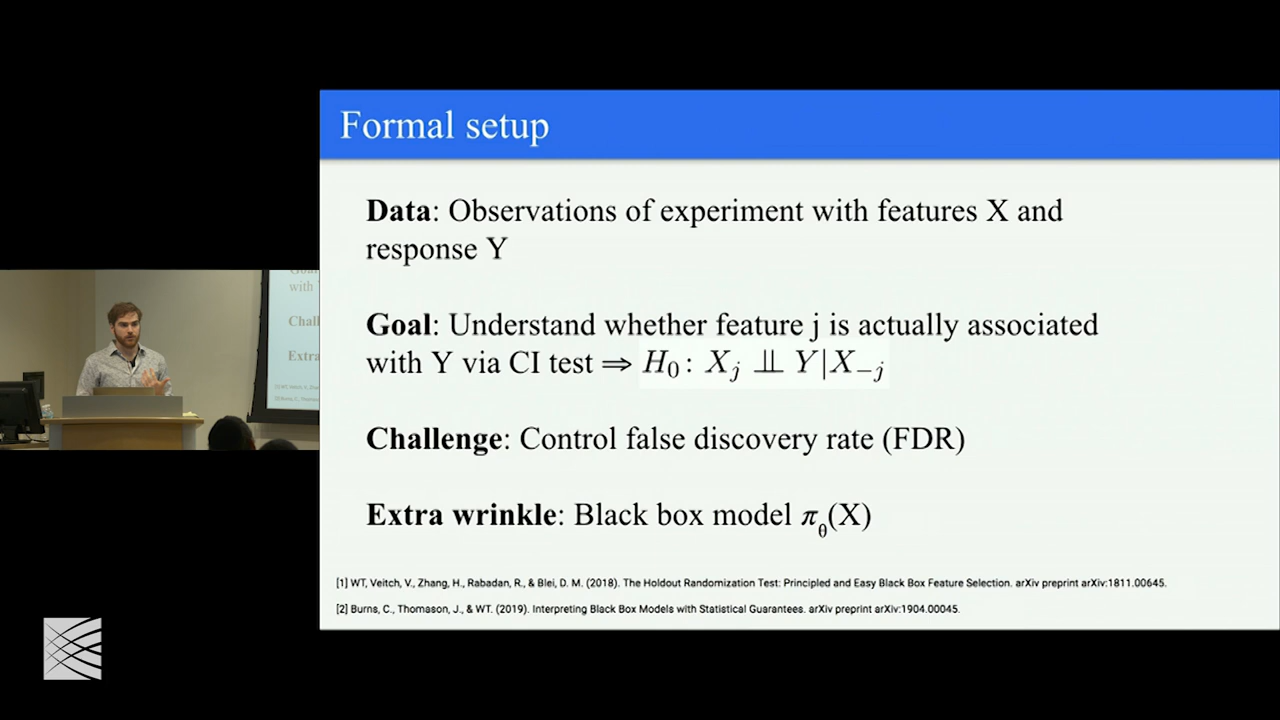 Formal setup
Data: Observations of experiment with features X and
response Y
Goal: Understand whether feature j is actually associated
with Y via CI test ⇒ H₀: Xⱼ ⫫ Y|X₋ⱼ
Challenge: Control false discovery rate (FDR)
Extra wrinkle: Black box model π_θ(X)
[1] WT, Veitch, V., Zhang, H., Rabadan, R., & Blei, D. M. (2018). The Holdout Randomization Test: Principled and Easy Black Box Feature Selection. arXiv preprint arXiv:1811.00645.
[2] Burns, C., Thomason, J., & WT. (2019). Interpreting Black Box Models with Statistical Guarantees. arXiv preprint arXiv:1904.00045.
with
Chall
Extra